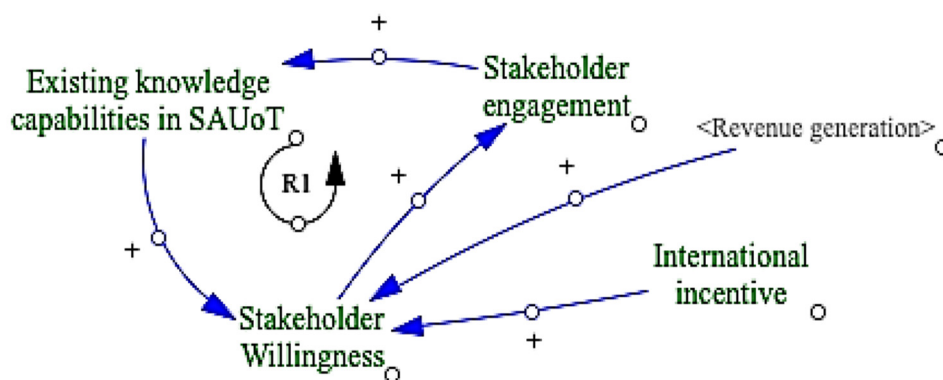 +
Existing knowledge
capabilities in SAUoT
Stakeholder
engagement
<Revenue generation>
+
+
R1
+
International
incentive
Stakeholder
Willingness
+